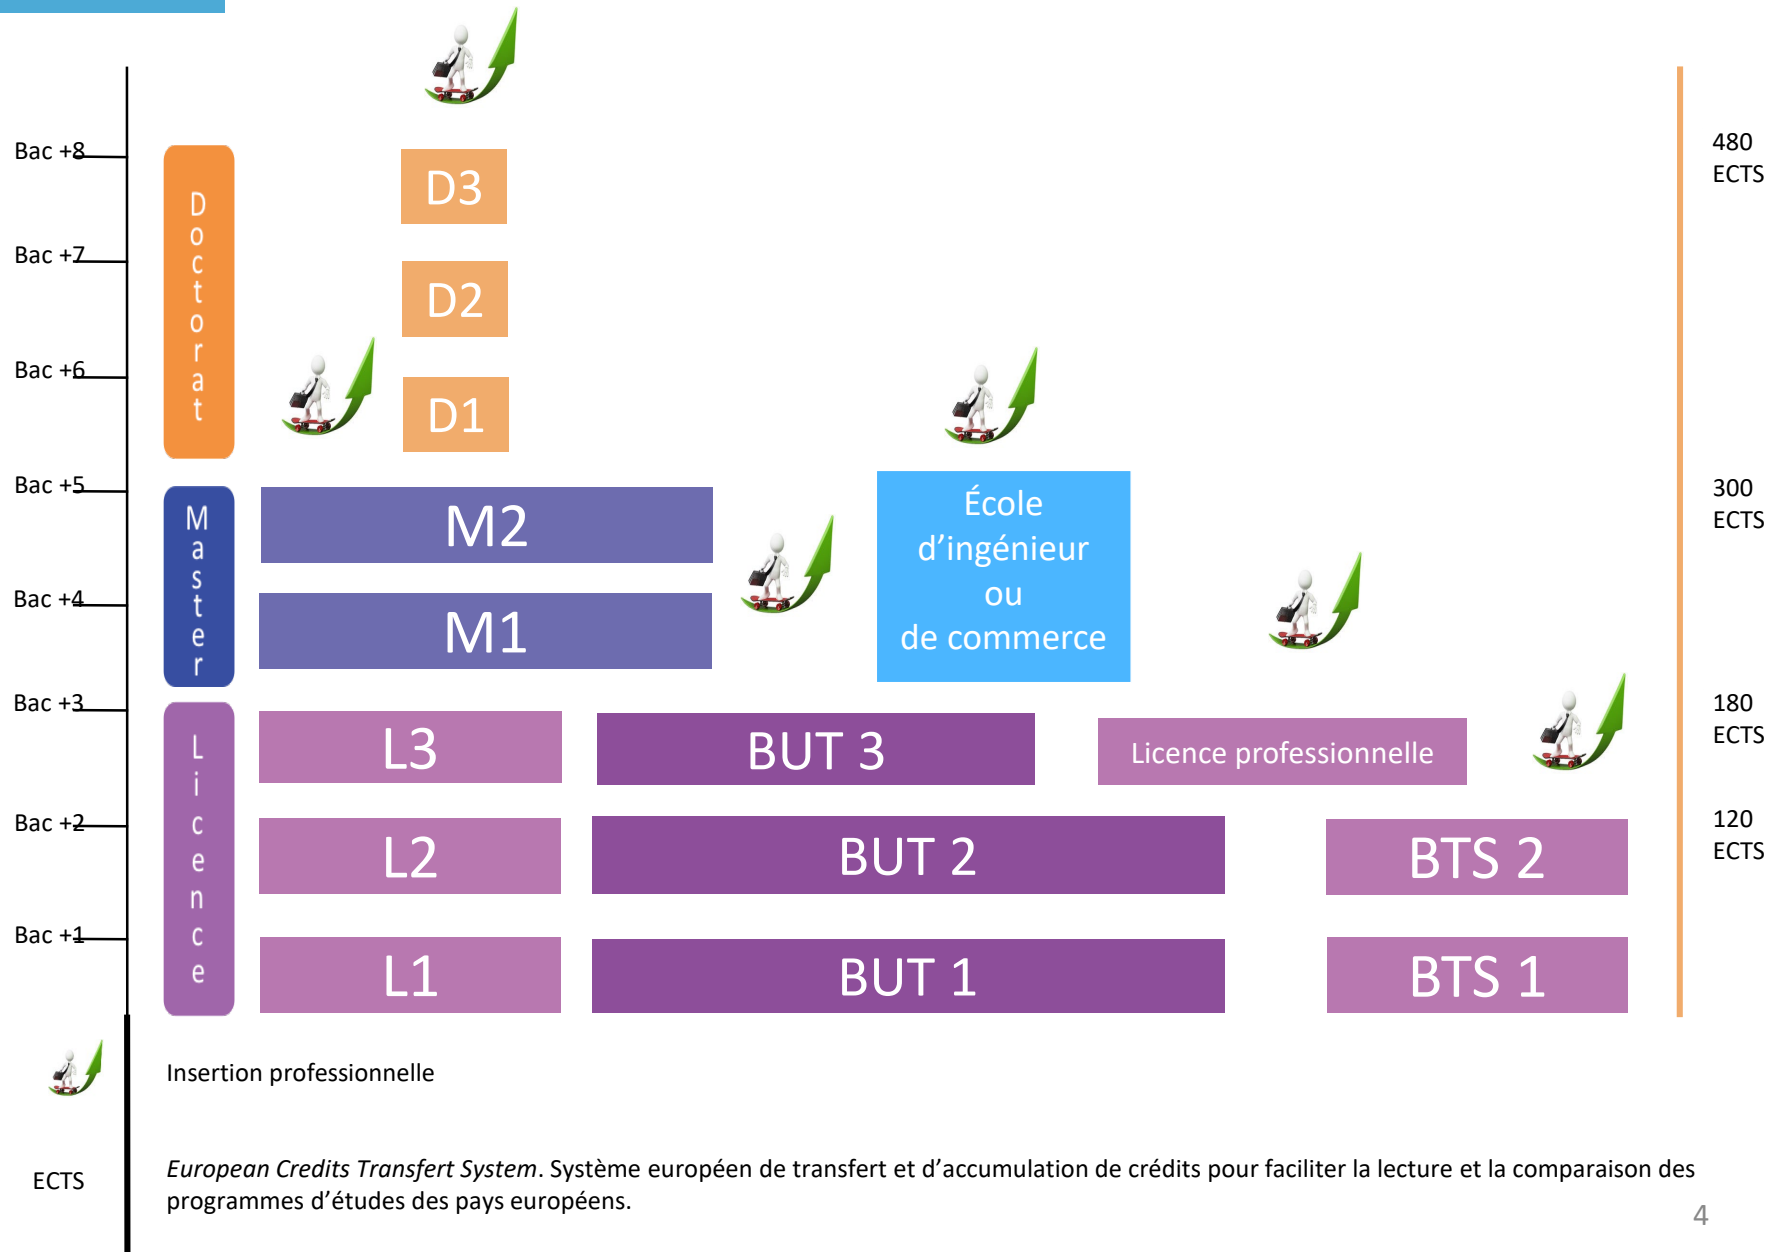 Bac +8
480
ECTS
Doctorat
D3
Bac +7
D2
Bac +6
D1
Bac +5
300
ECTS
Master
M2
École
d’ingénieur
ou
de commerce
Bac +4
M1
Bac +3
180
ECTS
Licence
L3
BUT 3
Licence professionnelle
Bac +2
120
ECTS
L2
BUT 2
BTS 2
Bac +1
L1
BUT 1
BTS 1
Insertion professionnelle
ECTS
European Credits Transfert System. Système européen de transfert et d’accumulation de crédits pour faciliter la lecture et la comparaison des
programmes d’études des pays européens.
4